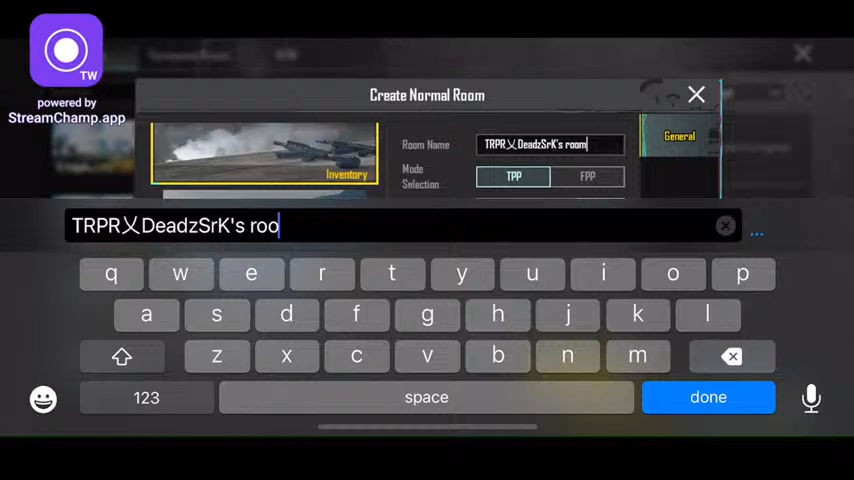 TW
powered by
StreamChamp.app
Create Normal Room
Inventory
Room Name
TRPR乂DeadzSrK's room
General
Mode
Selection
TPP
FPP
TRPR乂DeadzSrK's roo
...
q w e r t y u i o p
a s d f g h j k l
z x c v b n m
123
space
done